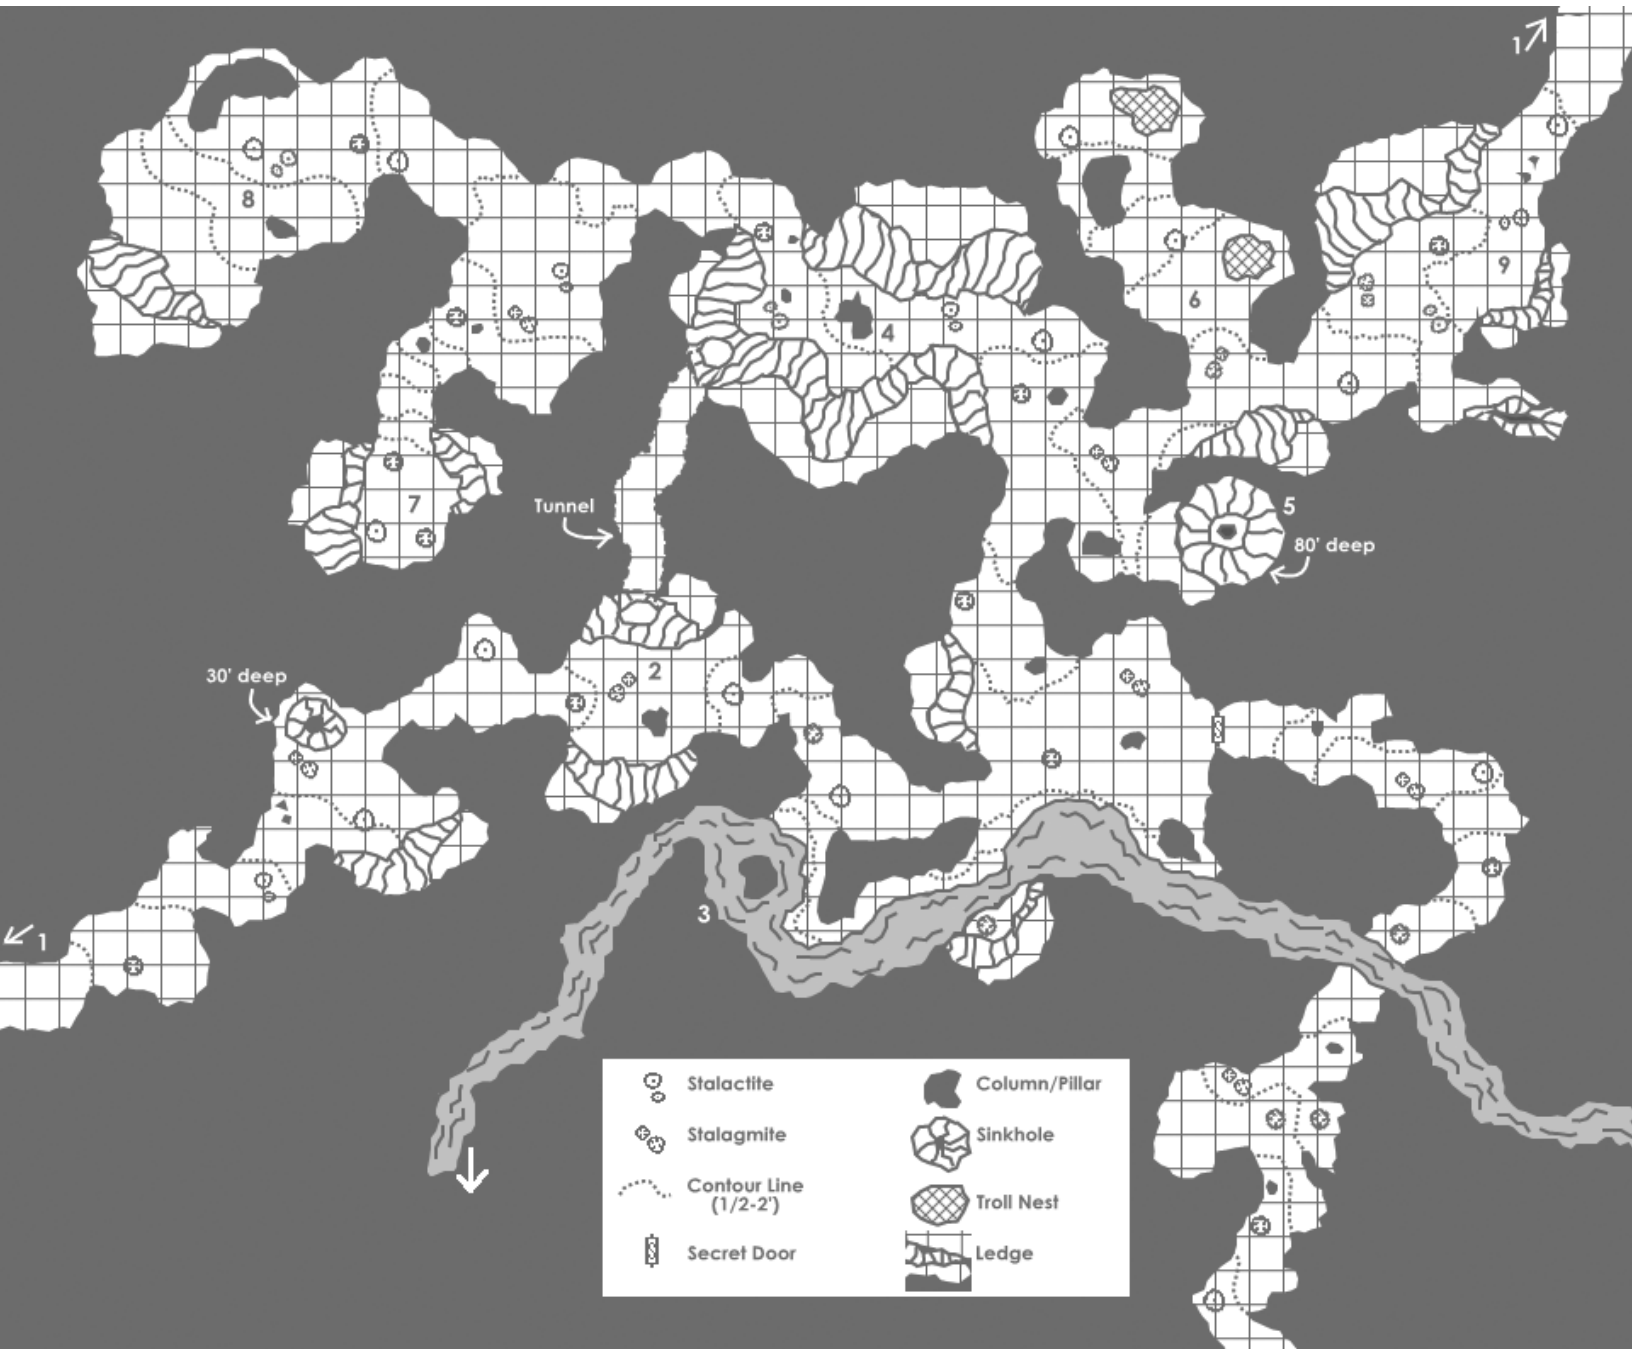 1
8
9
6
4
7
5
Tunnel
80' deep
2
30' deep
3
1
Stalactite
Column/Pillar
Stalagmite
Sinkhole
Contour Line
(1/2-2')
Troll Nest
Secret Door
Ledge